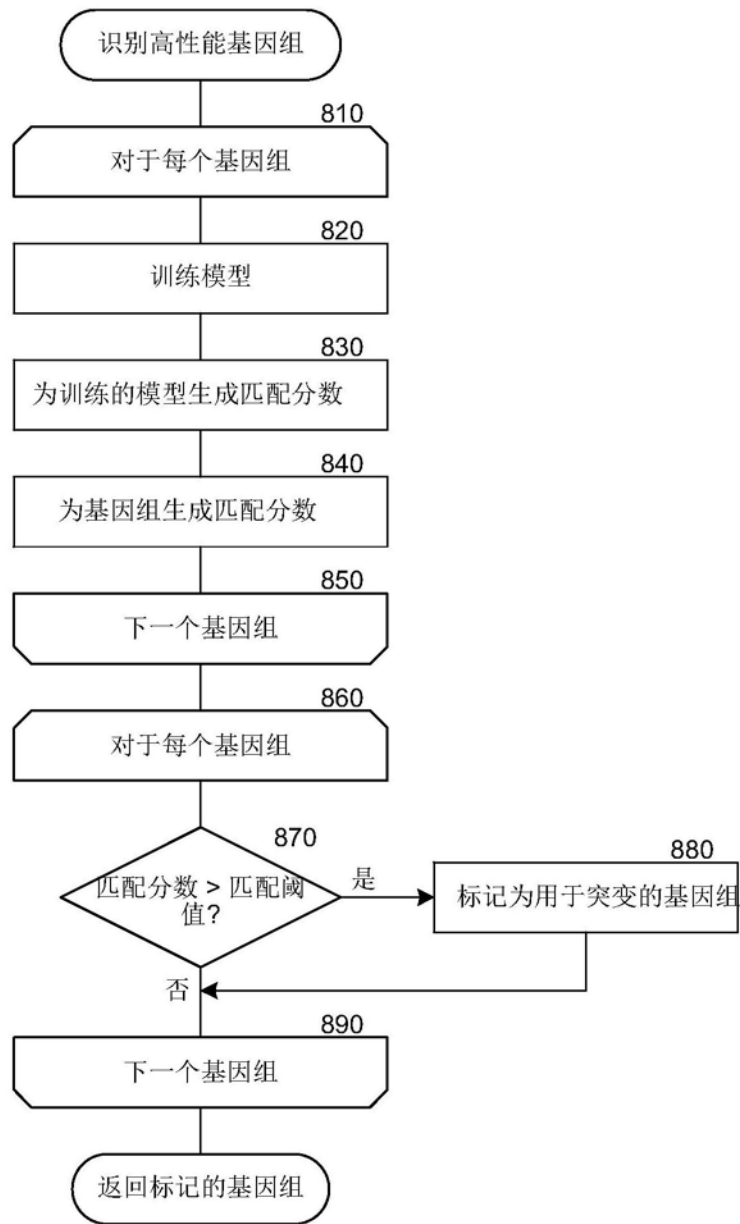 识别高性能基因组
810
对于每个基因组
820
训练模型
830
为训练的模型生成匹配分数
840
为基因组生成匹配分数
850
下一个基因组
860
对于每个基因组
870
匹配分数 > 匹配阈
值?
是
880
标记为用于突变的基因组
否
890
下一个基因组
返回标记的基因组